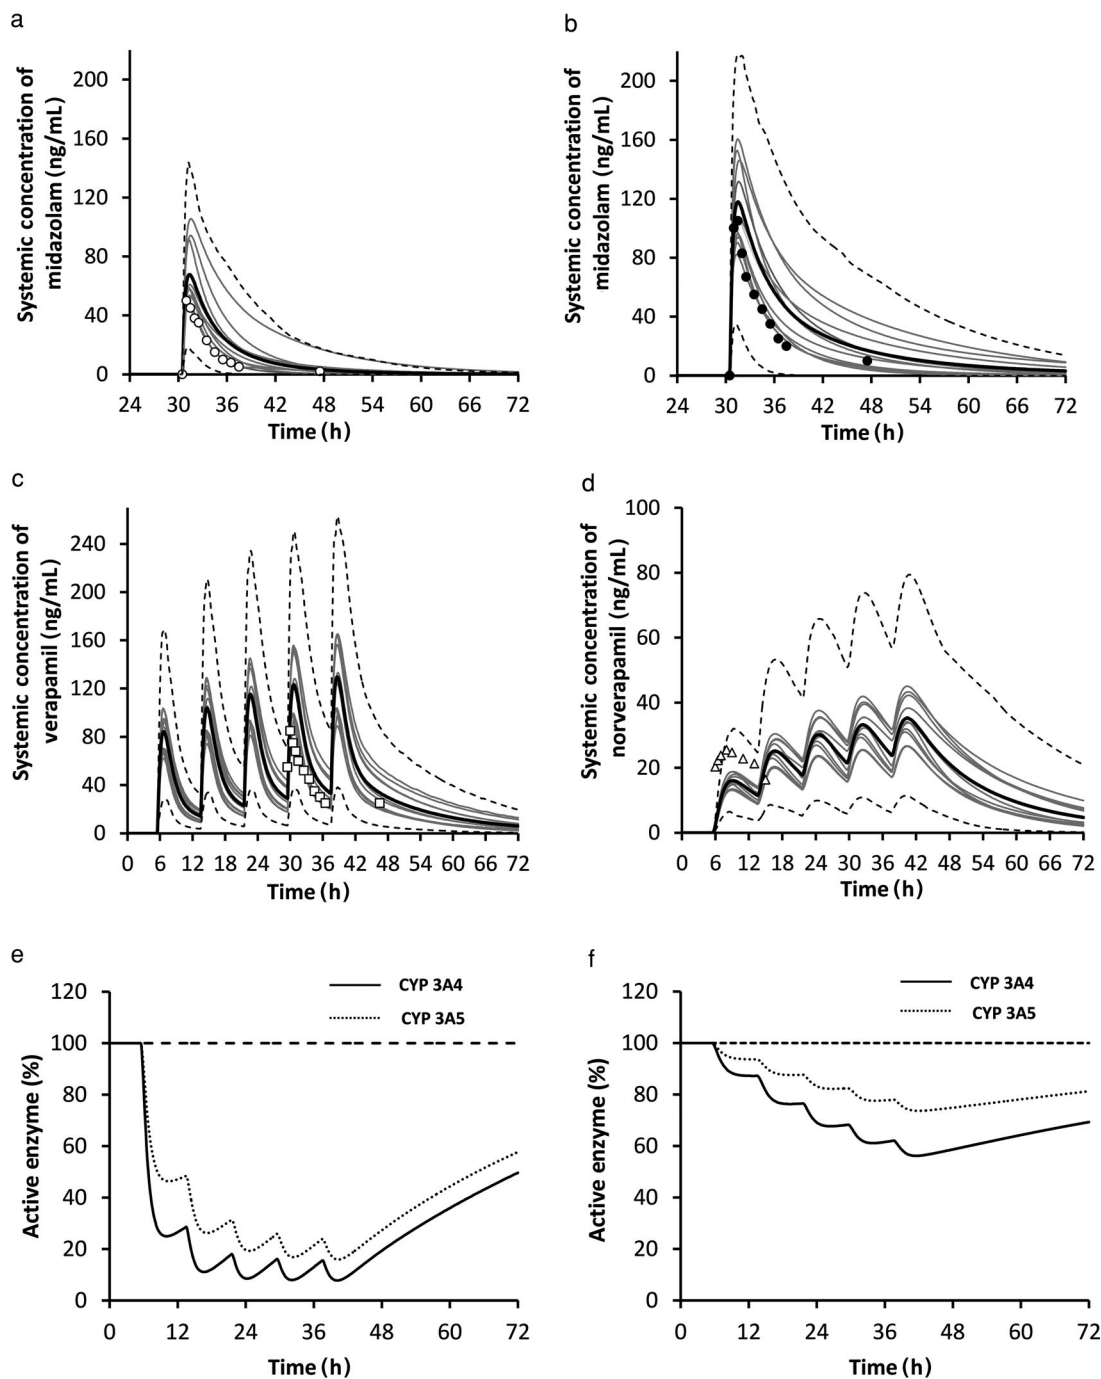 a
Systemic concentration of
midazolam (ng/mL)
200
160
120
80
40
0
24 30 36 42 48 54 60 66 72
Time (h)
b
Systemic concentration of
midazolam (ng/mL)
200
160
120
80
40
0
24 30 36 42 48 54 60 66 72
Time (h)
c
Systemic concentration of
verapamil (ng/mL)
240
200
160
120
80
40
0
0 6 12 18 24 30 36 42 48 54 60 66 72
Time (h)
d
Systemic concentration of
norverapamil (ng/mL)
100
80
60
40
20
0
0 6 12 18 24 30 36 42 48 54 60 66 72
Time (h)
e
CYP 3A4
CYP 3A5
Active enzyme (%)
120
100
80
60
40
20
0
0 12 24 36 48 60 72
Time (h)
f
CYP 3A4
CYP 3A5
Active enzyme (%)
120
100
80
60
40
20
0
0 12 24 36 48 60 72
Time (h)